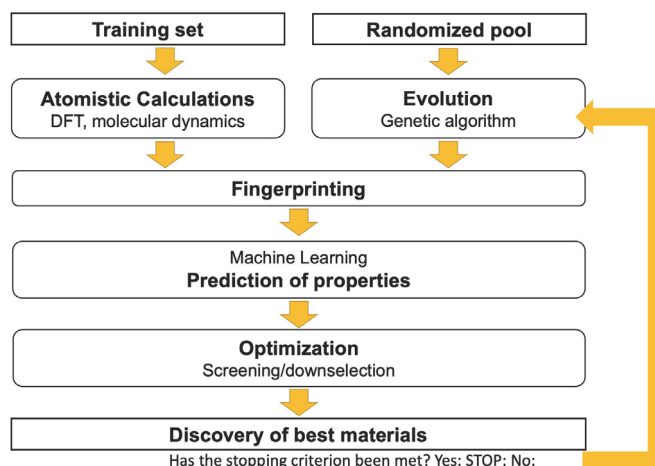 Training set
Randomized pool
Atomistic Calculations
DFT, molecular dynamics
Evolution
Genetic algorithm
Fingerprinting
Machine Learning
Prediction of properties
Optimization
Screening/downselection
Discovery of best materials
Has the stopping criterion been met? Yes: STOP; No: